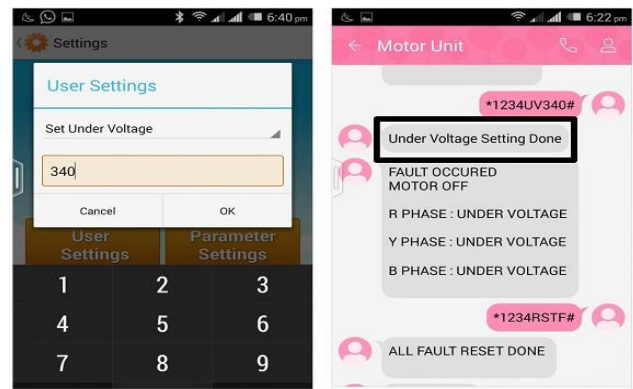 6:40 pm
Settings
User Settings
Set Under Voltage
340
Cancel
OK
User
Settings
Parameter
Settings
1
2
3
4
5
6
7
8
9
6:22 pm
Motor Unit
*1234UV340#
Under Voltage Setting Done
FAULT OCCURED
MOTOR OFF
R PHASE : UNDER VOLTAGE
Y PHASE : UNDER VOLTAGE
B PHASE : UNDER VOLTAGE
*1234RSTF#
ALL FAULT RESET DONE